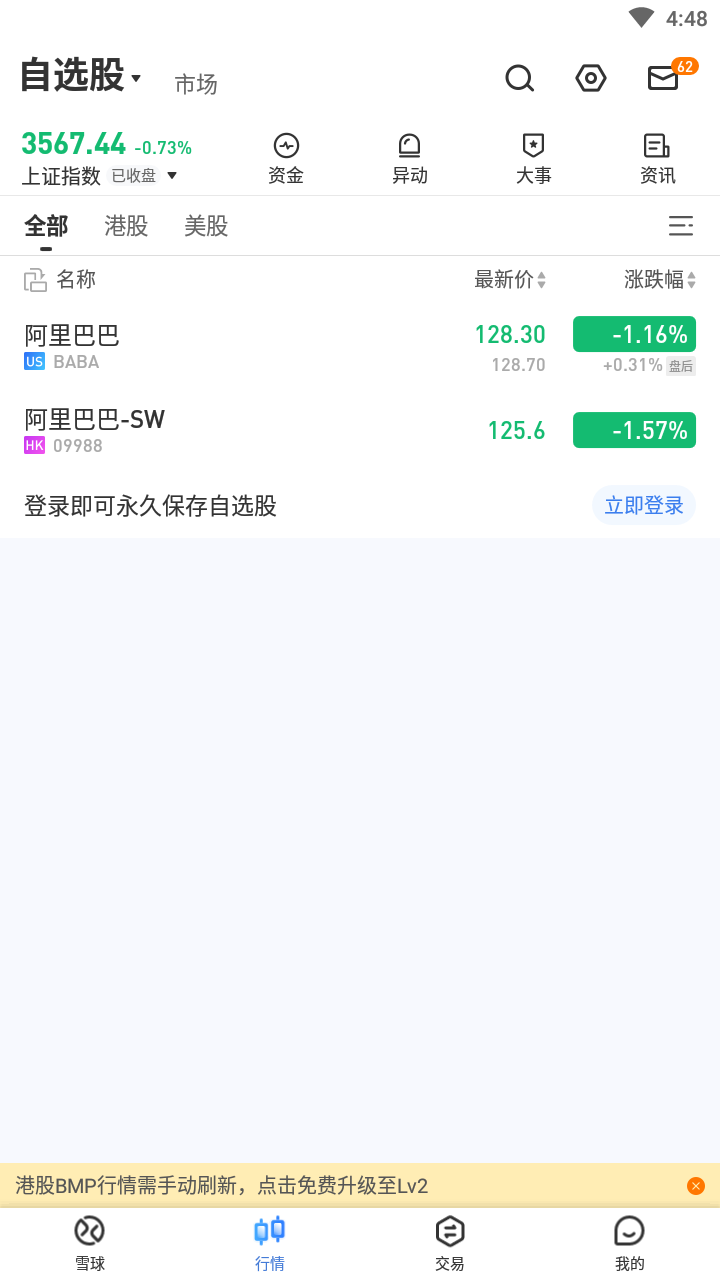 4:48
自选股
市场
62
3567.44 -0.73%
上证指数 已收盘
资金
异动
大事
资讯
全部 港股 美股
名称 最新价 涨跌幅
阿里巴巴 128.30 -1.16%
US BABA 128.70 +0.31% 盘后
阿里巴巴-SW 125.6 -1.57%
HK 09988
登录即可永久保存自选股 立即登录
港股BMP行情需手动刷新，点击免费升级至Lv2
雪球 行情 交易 我的